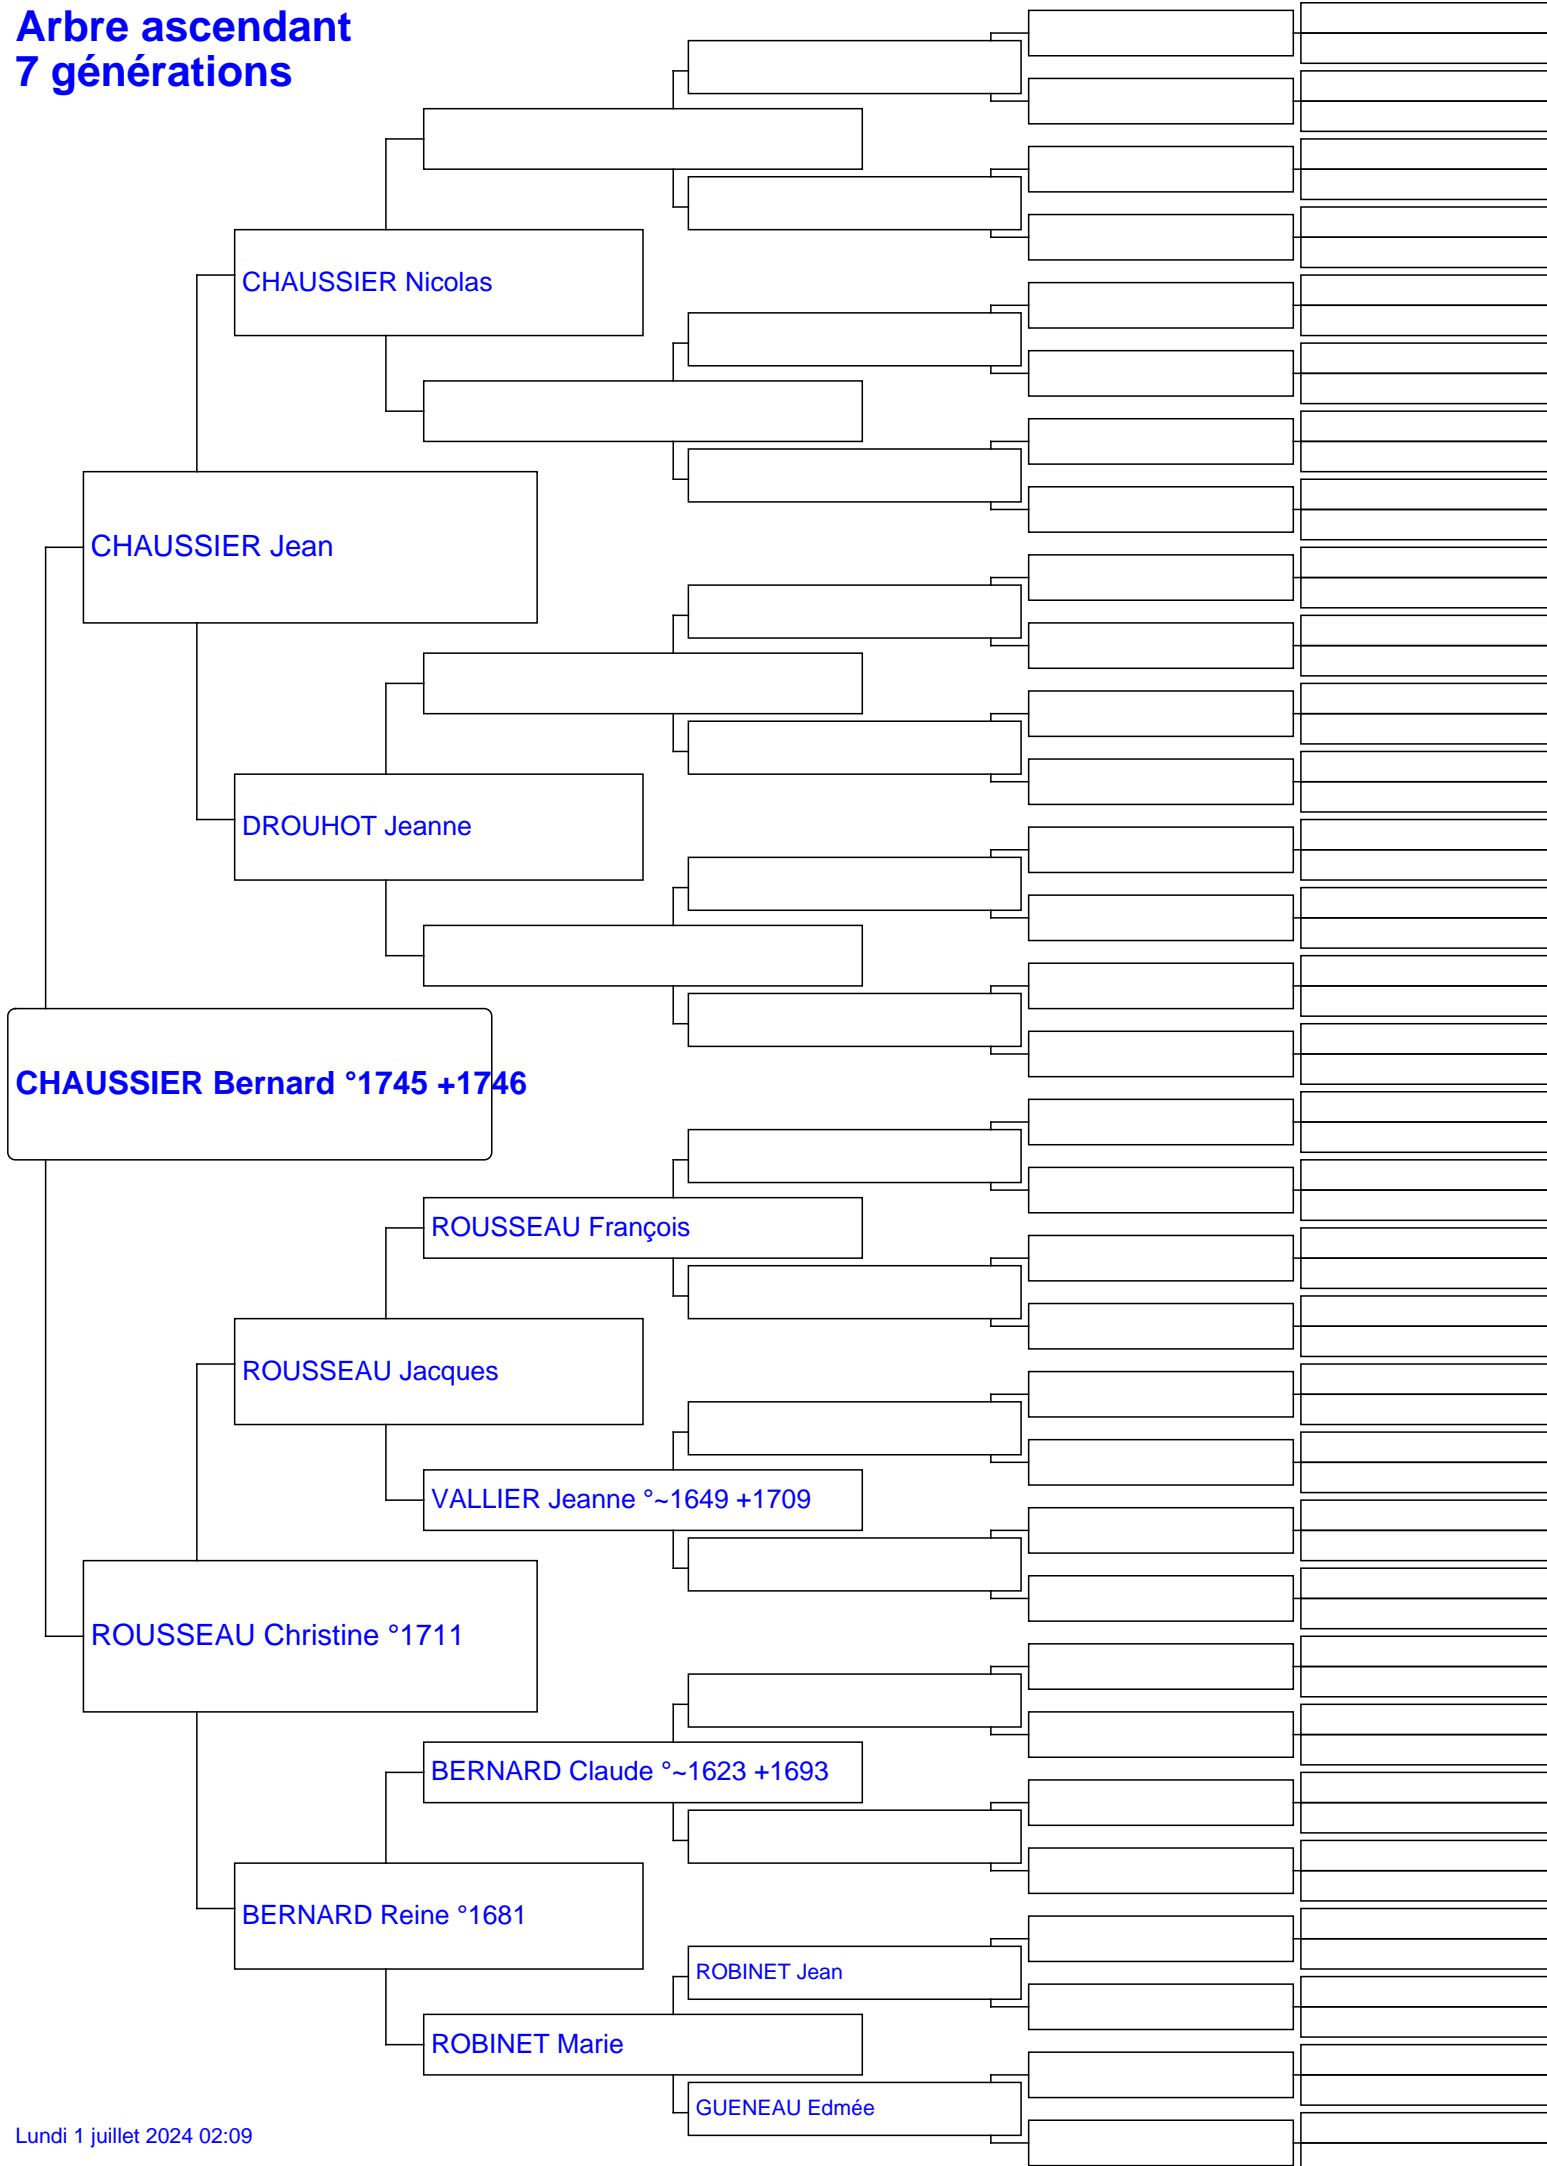 Arbre ascendant
7 générations
CHAUSSIER Nicolas
CHAUSSIER Jean
DROUHOT Jeanne
CHAUSSIER Bernard °1745 +1746
ROUSSEAU François
ROUSSEAU Jacques
VALLIER Jeanne °~1649 +1709
ROUSSEAU Christine °1711
BERNARD Claude °~1623 +1693
BERNARD Reine °1681
ROBINET Jean
ROBINET Marie
GUENEAU Edmée
Lundi 1 juillet 2024 02:09